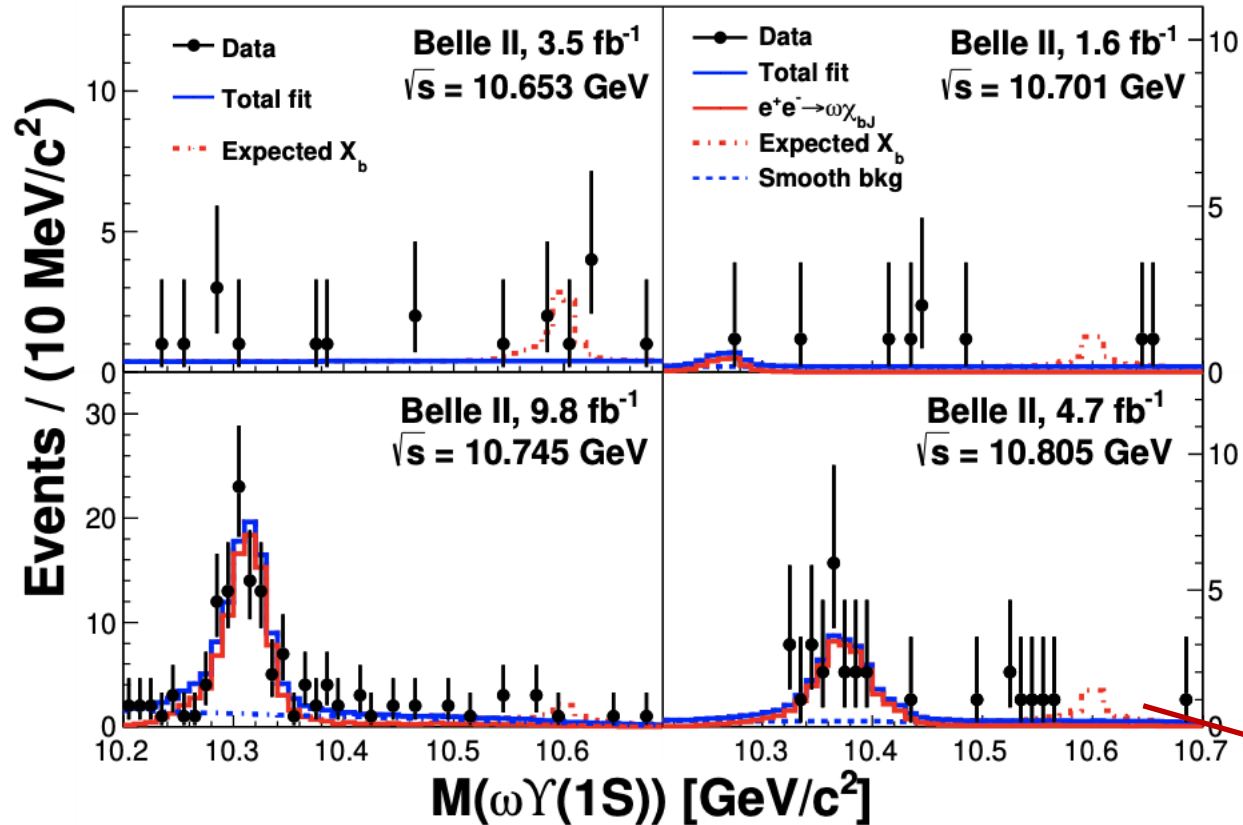 Events / (10 MeV/c²)
Data
Total fit
Expected X_b
Belle II, 3.5 fb⁻¹
√s = 10.653 GeV
10
5
0
Data
Total fit
e⁺e⁻→ωχ_bJ
Expected X_b
Smooth bkg
Belle II, 1.6 fb⁻¹
√s = 10.701 GeV
10
5
0
Belle II, 9.8 fb⁻¹
√s = 10.745 GeV
30
20
10
0
Belle II, 4.7 fb⁻¹
√s = 10.805 GeV
10
5
0
10.2 10.3 10.4 10.5 10.6 10.3 10.4 10.5 10.6 10.7
M(ωϒ(1S)) [GeV/c²]